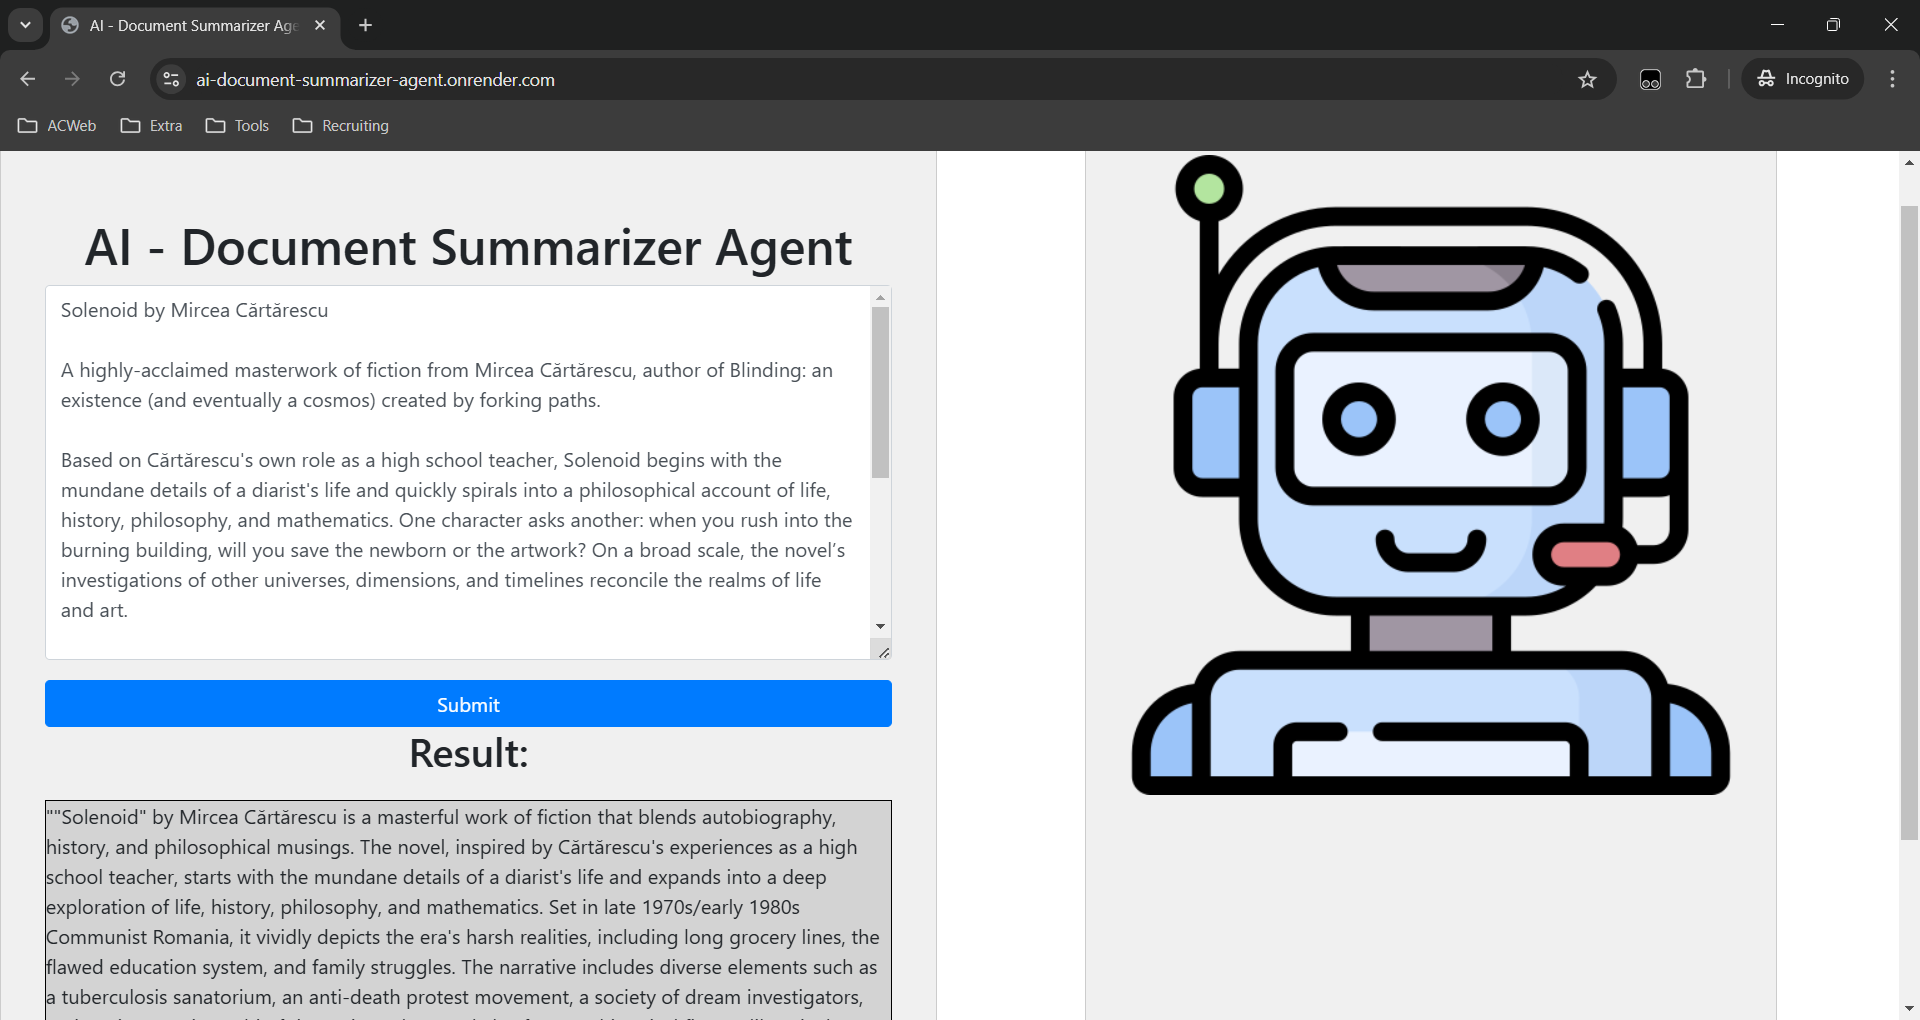 AI - Document Summarizer Age
ai-document-summarizer-agent.onrender.com
Incognito
ACWeb
Extra
Tools
Recruiting
AI - Document Summarizer Agent
Solenoid by Mircea Cărtărescu
A highly-acclaimed masterwork of fiction from Mircea Cărtărescu, author of Blinding: an
existence (and eventually a cosmos) created by forking paths.
Based on Cărtărescu's own role as a high school teacher, Solenoid begins with the
mundane details of a diarist's life and quickly spirals into a philosophical account of life,
history, philosophy, and mathematics. One character asks another: when you rush into the
burning building, will you save the newborn or the artwork? On a broad scale, the novel’s
investigations of other universes, dimensions, and timelines reconcile the realms of life
and art.
Submit
Result:
""Solenoid" by Mircea Cărtărescu is a masterful work of fiction that blends autobiography,
history, and philosophical musings. The novel, inspired by Cărtărescu's experiences as a high
school teacher, starts with the mundane details of a diarist's life and expands into a deep
exploration of life, history, philosophy, and mathematics. Set in late 1970s/early 1980s
Communist Romania, it vividly depicts the era's harsh realities, including long grocery lines, the
flawed education system, and family struggles. The narrative includes diverse elements such as
a tuberculosis sanatorium, an anti-death protest movement, a society of dream investigators,